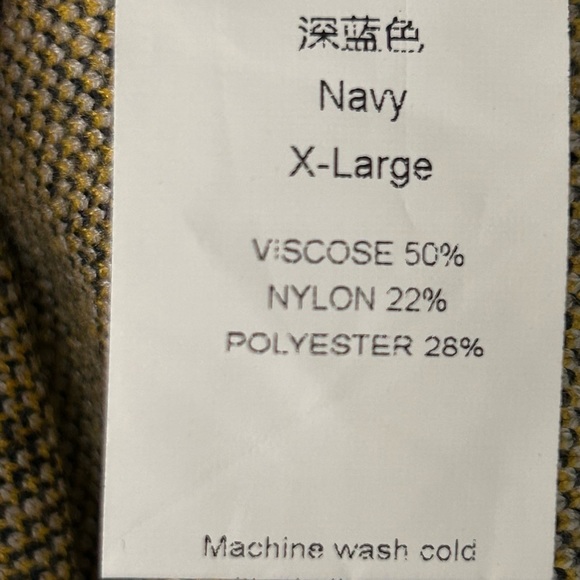 深蓝色
Navy
X-Large
VISCOSE 50%
NYLON 22%
POLYESTER 28%
Machine wash cold